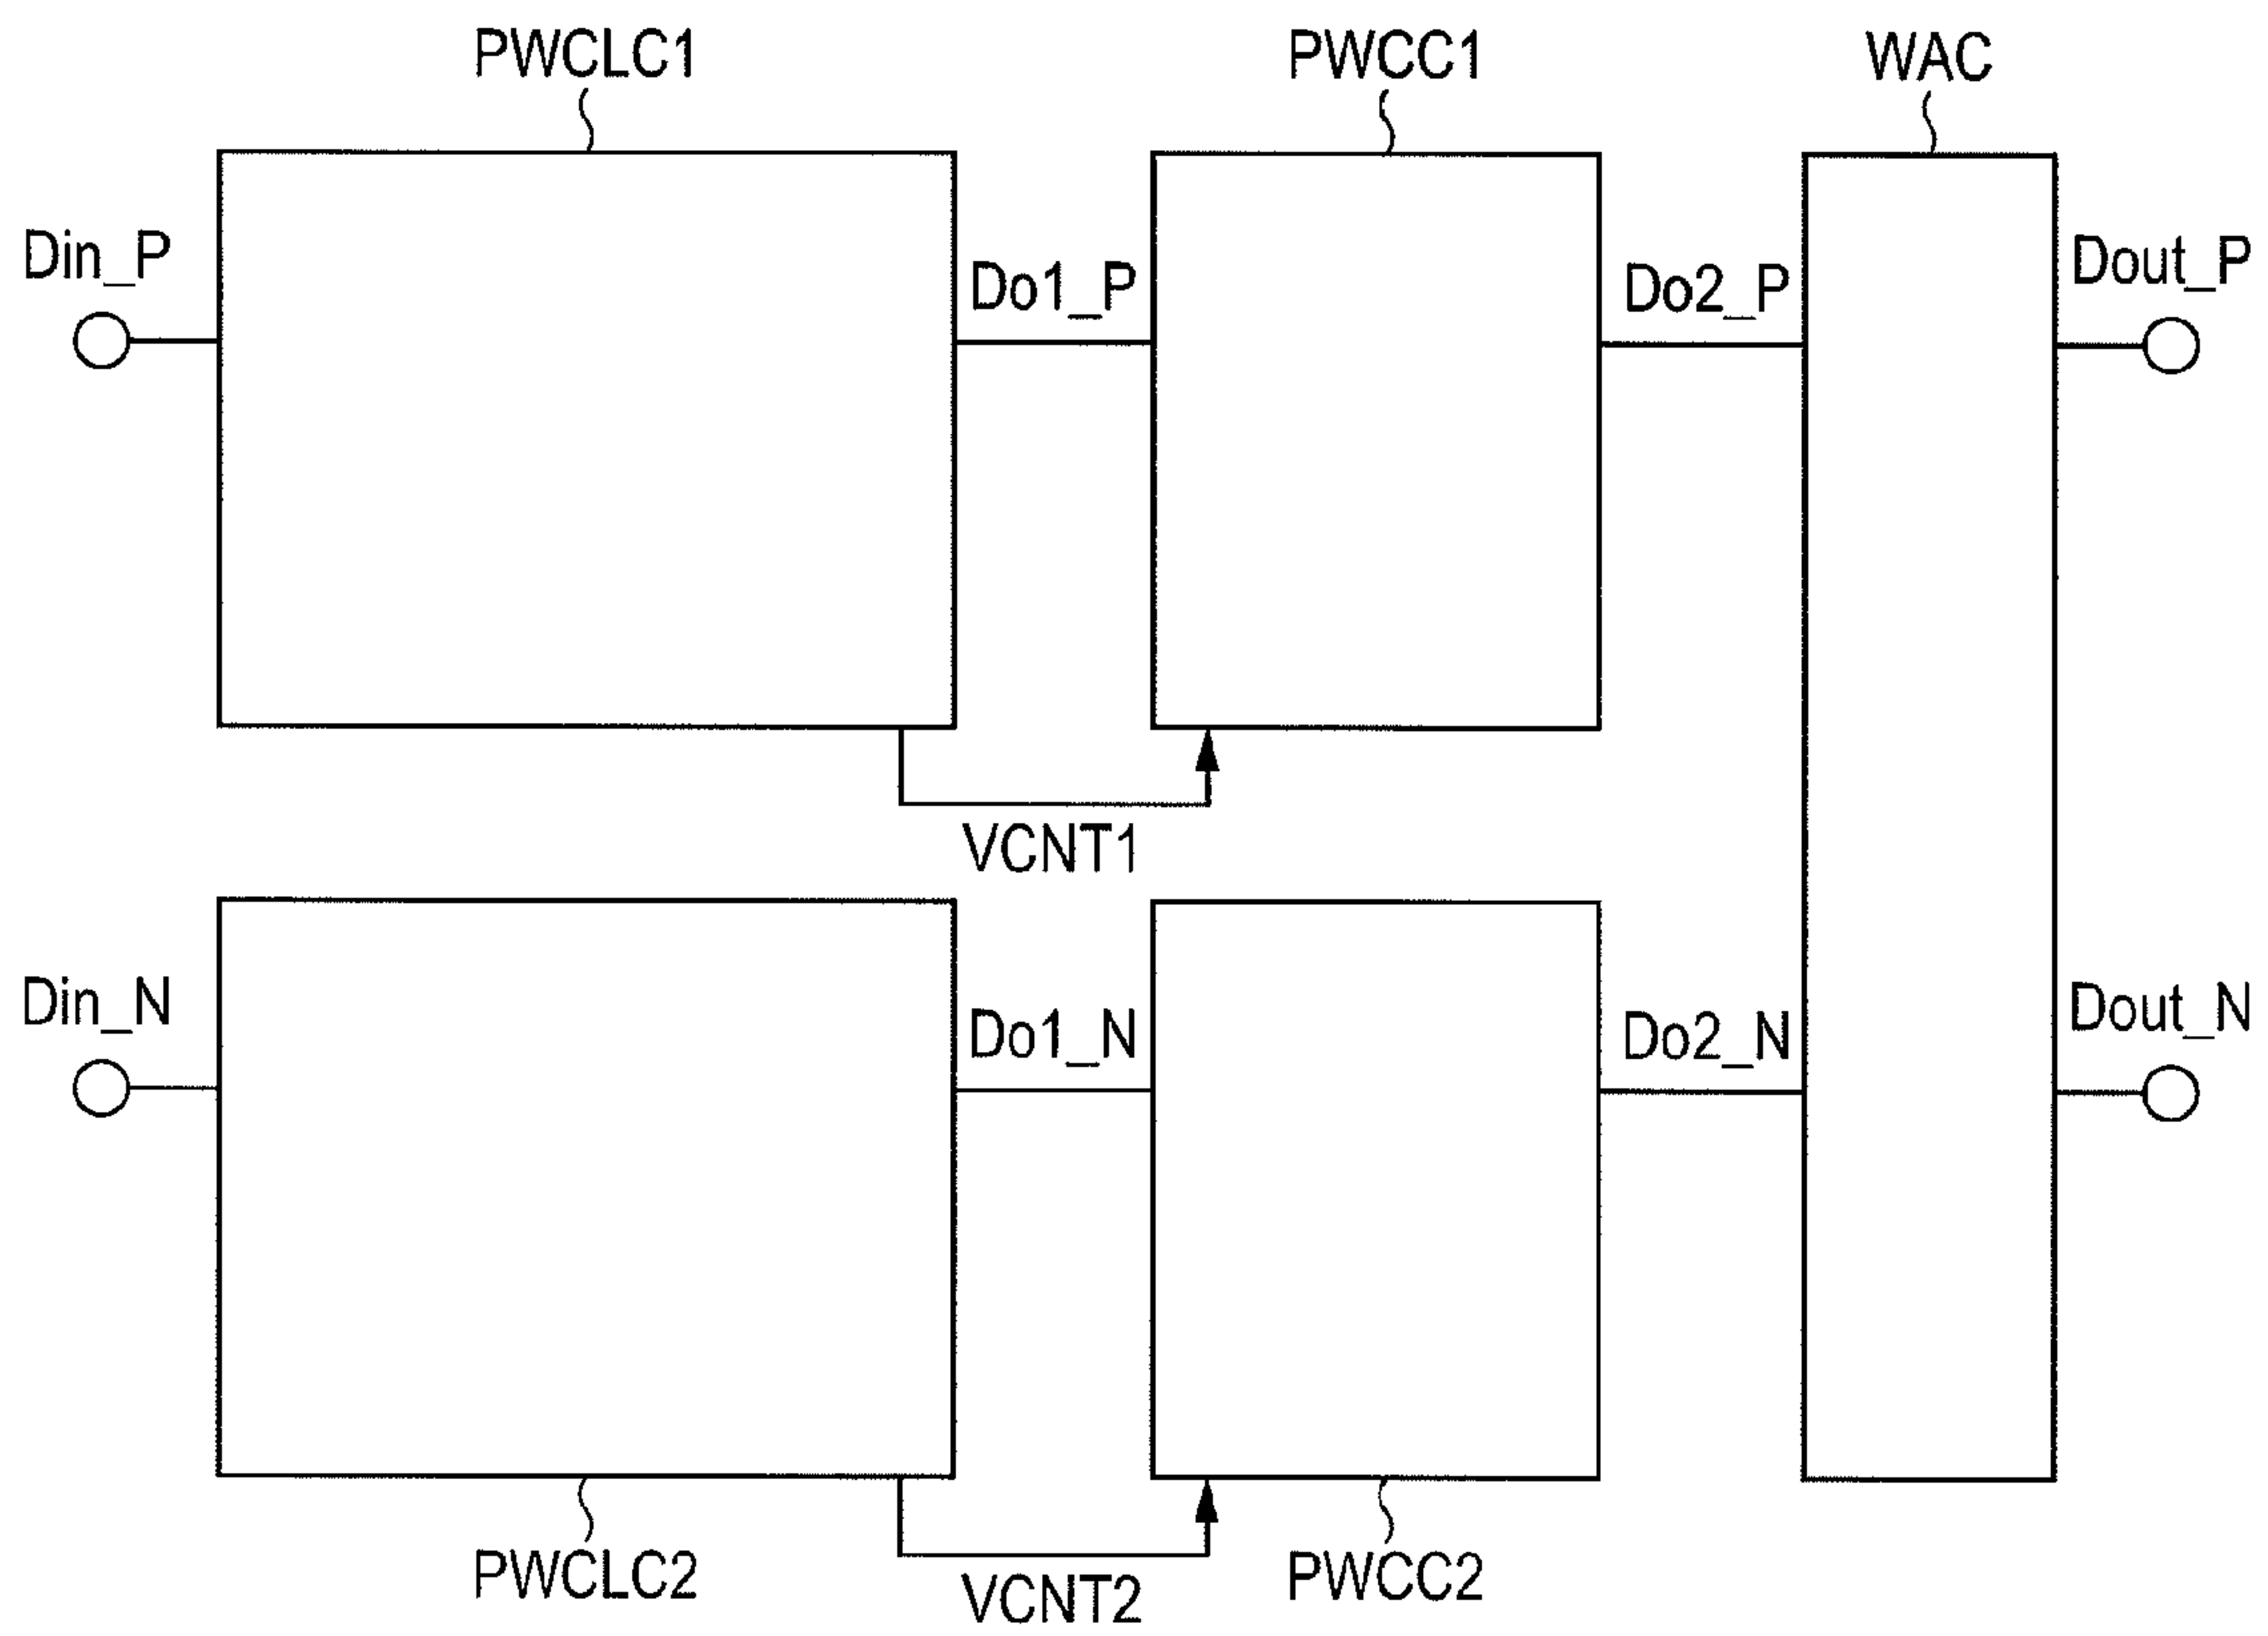 PWCLC1
PWCC1
WAC
Din_P
Do1_P
Do2_P
Dout_P
VCNT1
Din_N
Do1_N
Do2_N
Dout_N
PWCLC2
VCNT2
PWCC2